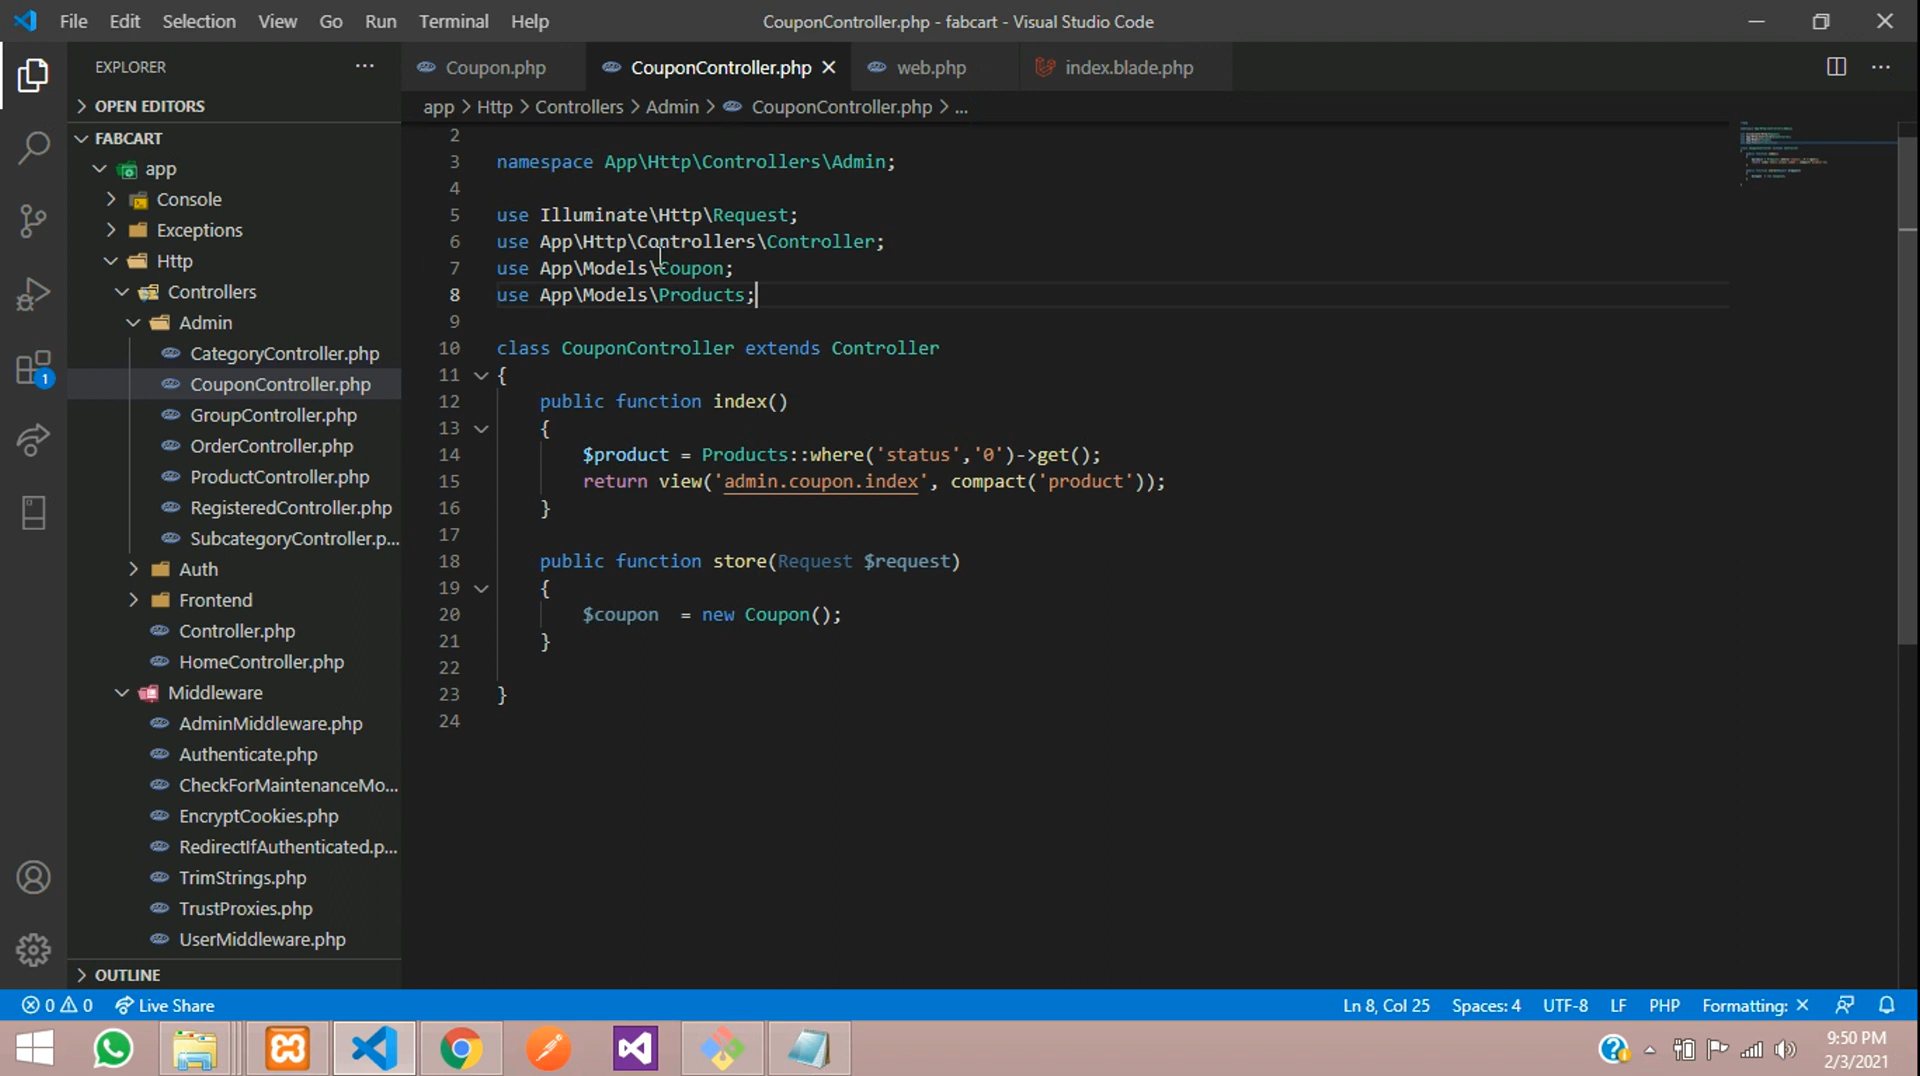 File Edit Selection View Go Run Terminal Help
CouponController.php - fabcart - Visual Studio Code
EXPLORER
OPEN EDITORS
FABCART
app
Console
Exceptions
Http
Controllers
Admin
CategoryController.php
CouponController.php
GroupController.php
OrderController.php
ProductController.php
RegisteredController.php
SubcategoryController.p...
Auth
Frontend
Controller.php
HomeController.php
Middleware
AdminMiddleware.php
Authenticate.php
CheckForMaintenanceMo...
EncryptCookies.php
RedirectIfAuthenticated.p...
TrimStrings.php
TrustProxies.php
UserMiddleware.php
OUTLINE
1
Coupon.php CouponController.php web.php index.blade.php
app > Http > Controllers > Admin > CouponController.php > ...
2
3 namespace App\Http\Controllers\Admin;
4
5 use Illuminate\Http\Request;
6 use App\Http\Controllers\Controller;
7 use App\Models\Coupon;
8 use App\Models\Products;
9
10 class CouponController extends Controller
11 {
12 public function index()
13 {
14 $product = Products::where('status','0')->get();
15 return view('admin.coupon.index', compact('product'));
16 }
17
18 public function store(Request $request)
19 {
20 $coupon  = new Coupon();
21 }
22
23 }
24
0 0 Live Share Ln 8, Col 25 Spaces: 4 UTF-8 LF PHP Formatting: ×
9:50 PM
2/3/2021